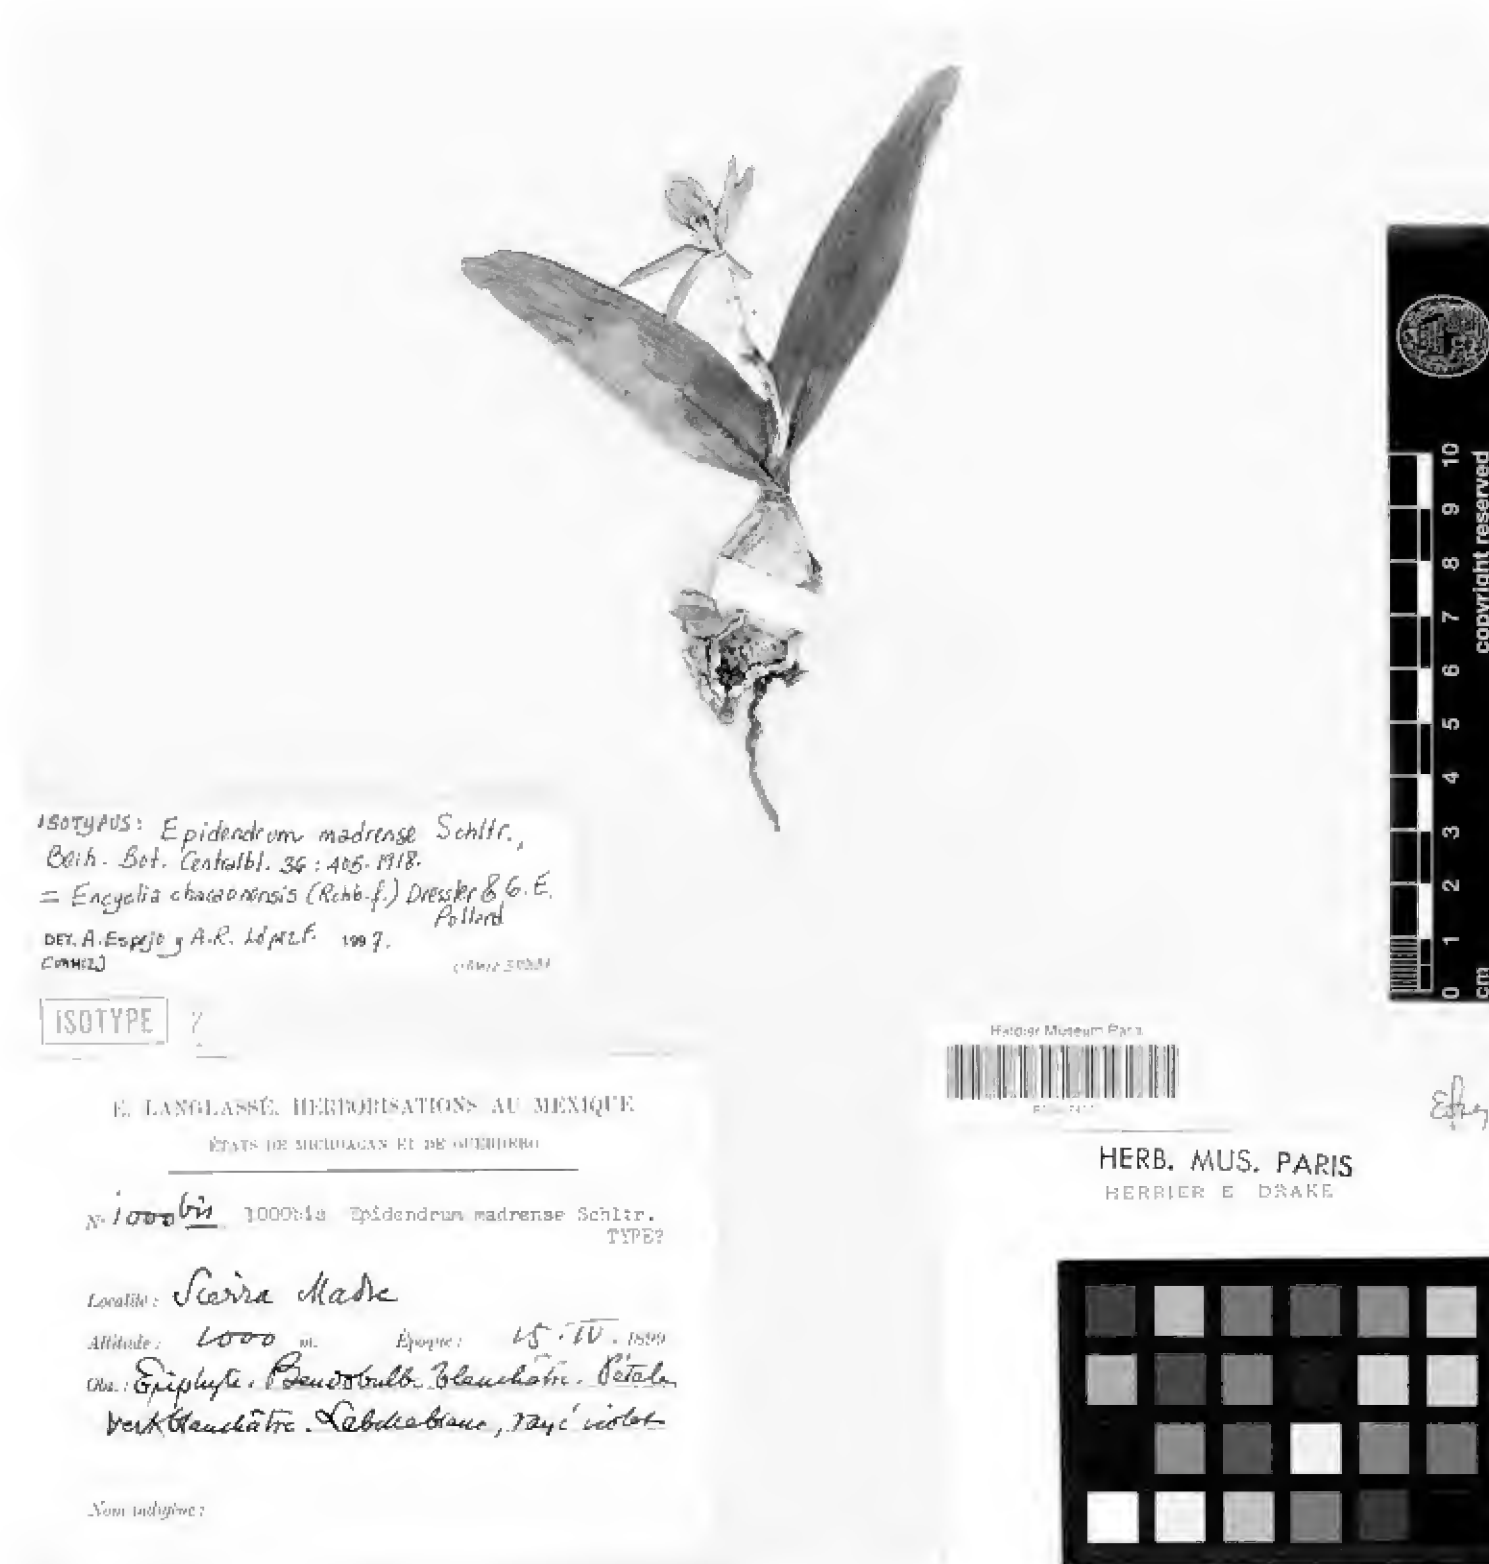 ISOTYPUS: Epidendrum madrense Schltr.,
Beih. Bot. Centralbl. 36: 405. 1918.
= Encyclia chacaoensis (Rchb.f.) Dressler & G.E.
Pollard
DET. A. Espejo y A.R. López F. 1997.
ISOTYPE ?
E. LANGLASSÉ. HERBORISATIONS AU MEXIQUE
ÉTATS DE MICHOACAN ET DE GUERRERO
N° 1000 bis 1000bis Epidendrum madrense Schltr.
TYPE?
Localité: Sierra Madre
Altitude: 1000 m. Époque: 15. IV. 1899
Obs.: Epiphyte. Pseudobulb. blanchâtre. Pétales
vert blanchâtre. Labelle blanc, rayé violet
Nom indigène:
Herbier Museum Paris
HERB. MUS. PARIS
HERBIER E. DRAKE
10 9 8 7 6 5 4 3 2 1 0 cm
copyright reserved